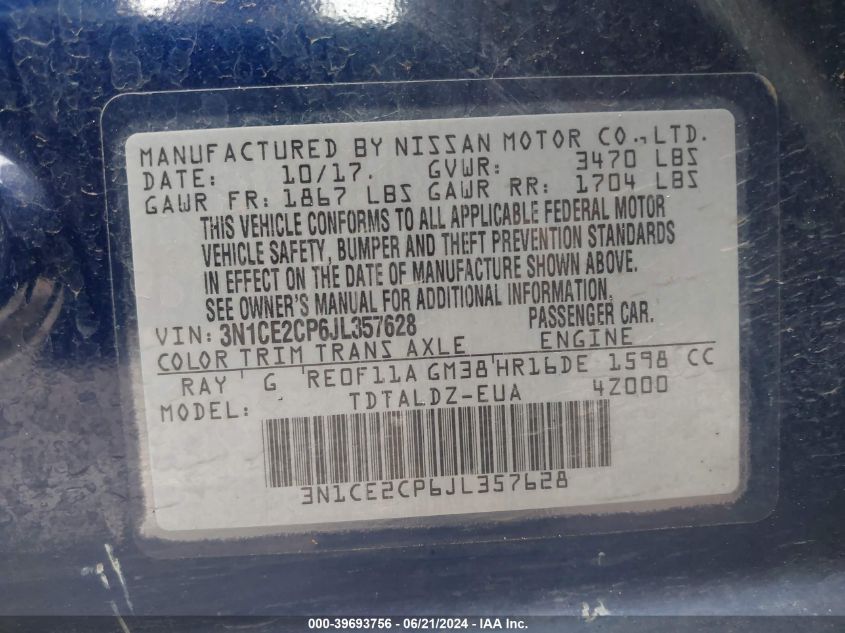 MANUFACTURED BY NISSAN MOTOR CO.,LTD.
DATE: 10/17. GVWR: 3470 LBS
GAWR FR: 1867 LBS GAWR RR: 1704 LBS
THIS VEHICLE CONFORMS TO ALL APPLICABLE FEDERAL MOTOR
VEHICLE SAFETY, BUMPER AND THEFT PREVENTION STANDARDS
IN EFFECT ON THE DATE OF MANUFACTURE SHOWN ABOVE.
SEE OWNER'S MANUAL FOR ADDITIONAL INFORMATION.
VIN: 3N1CE2CP6JL357628 PASSENGER CAR.
COLOR TRIM TRANS AXLE ENGINE
RAY G RE0F11A GM38 HR16DE 1598 CC
MODEL: TDTALDZ-EUA 4Z000
3N1CE2CP6JL357628
000-39693756 - 06/21/2024 - IAA Inc.